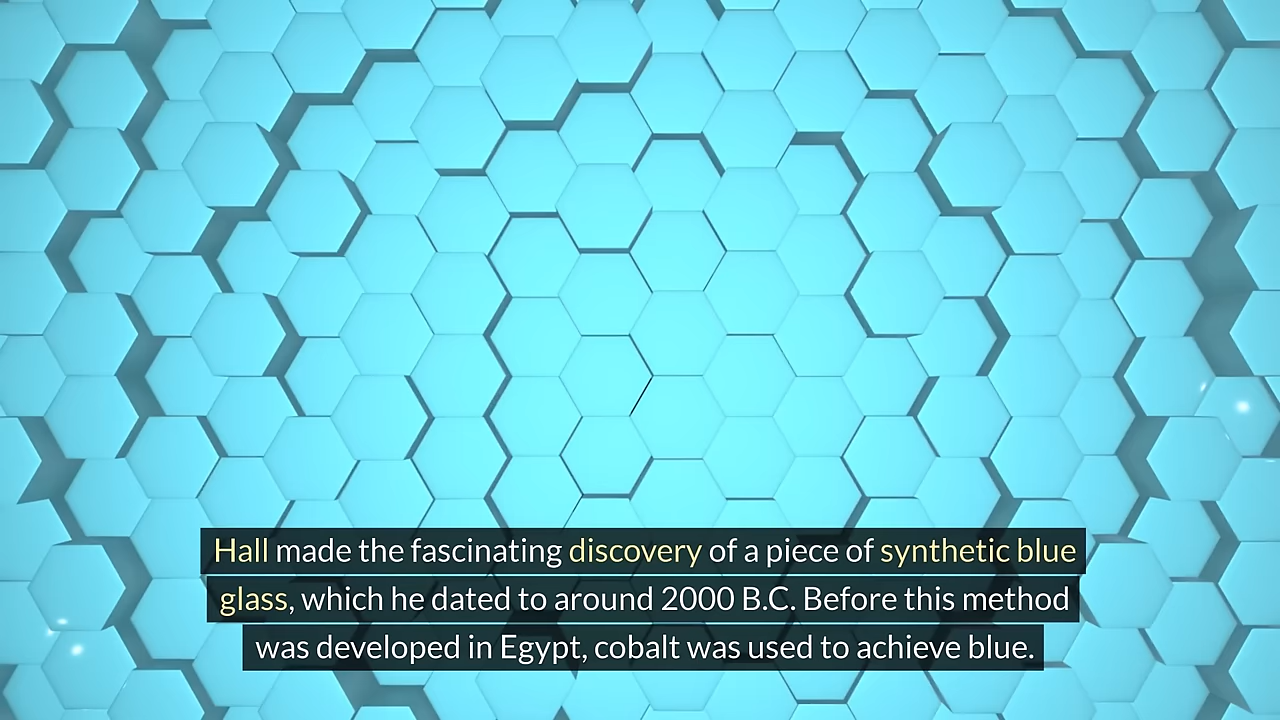 Hall made the fascinating discovery of a piece of synthetic blue
glass, which he dated to around 2000 B.C. Before this method
was developed in Egypt, cobalt was used to achieve blue.